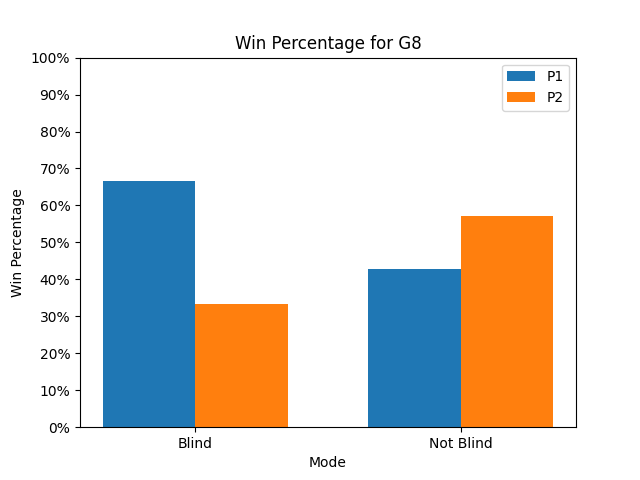 Win Percentage for G8
100%
90%
80%
70%
60%
50%
40%
30%
20%
10%
0%
Win Percentage
P1
P2
Blind
Not Blind
Mode